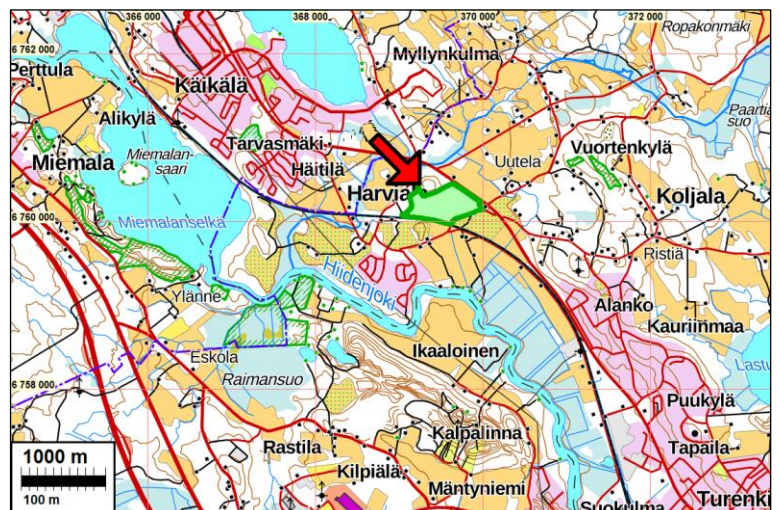 366 000
368 000
370 000
372 000
6 762 000
Ropakonmäki
Myllynkulma
Perttula
Käikälä
Alikylä
Paartia
suo
Tarvasmäki
Miemala
Miemalan-
saari
Häitilä
Uutela
Vuortenkylä
Harviala
Koljala
6 760 000
Miemalanselkä
Ristiä
Hiidenjoki
Ylänne
Alanko
Kauriinmaa
Eskola
Ikaaloinen
Raimansuo
6 758 000
Puukylä
Kalpalinna
Rastila
Tapaila
1000 m
Kilpiälä
Mäntyniemi
100 m
Suokulma
Turenki